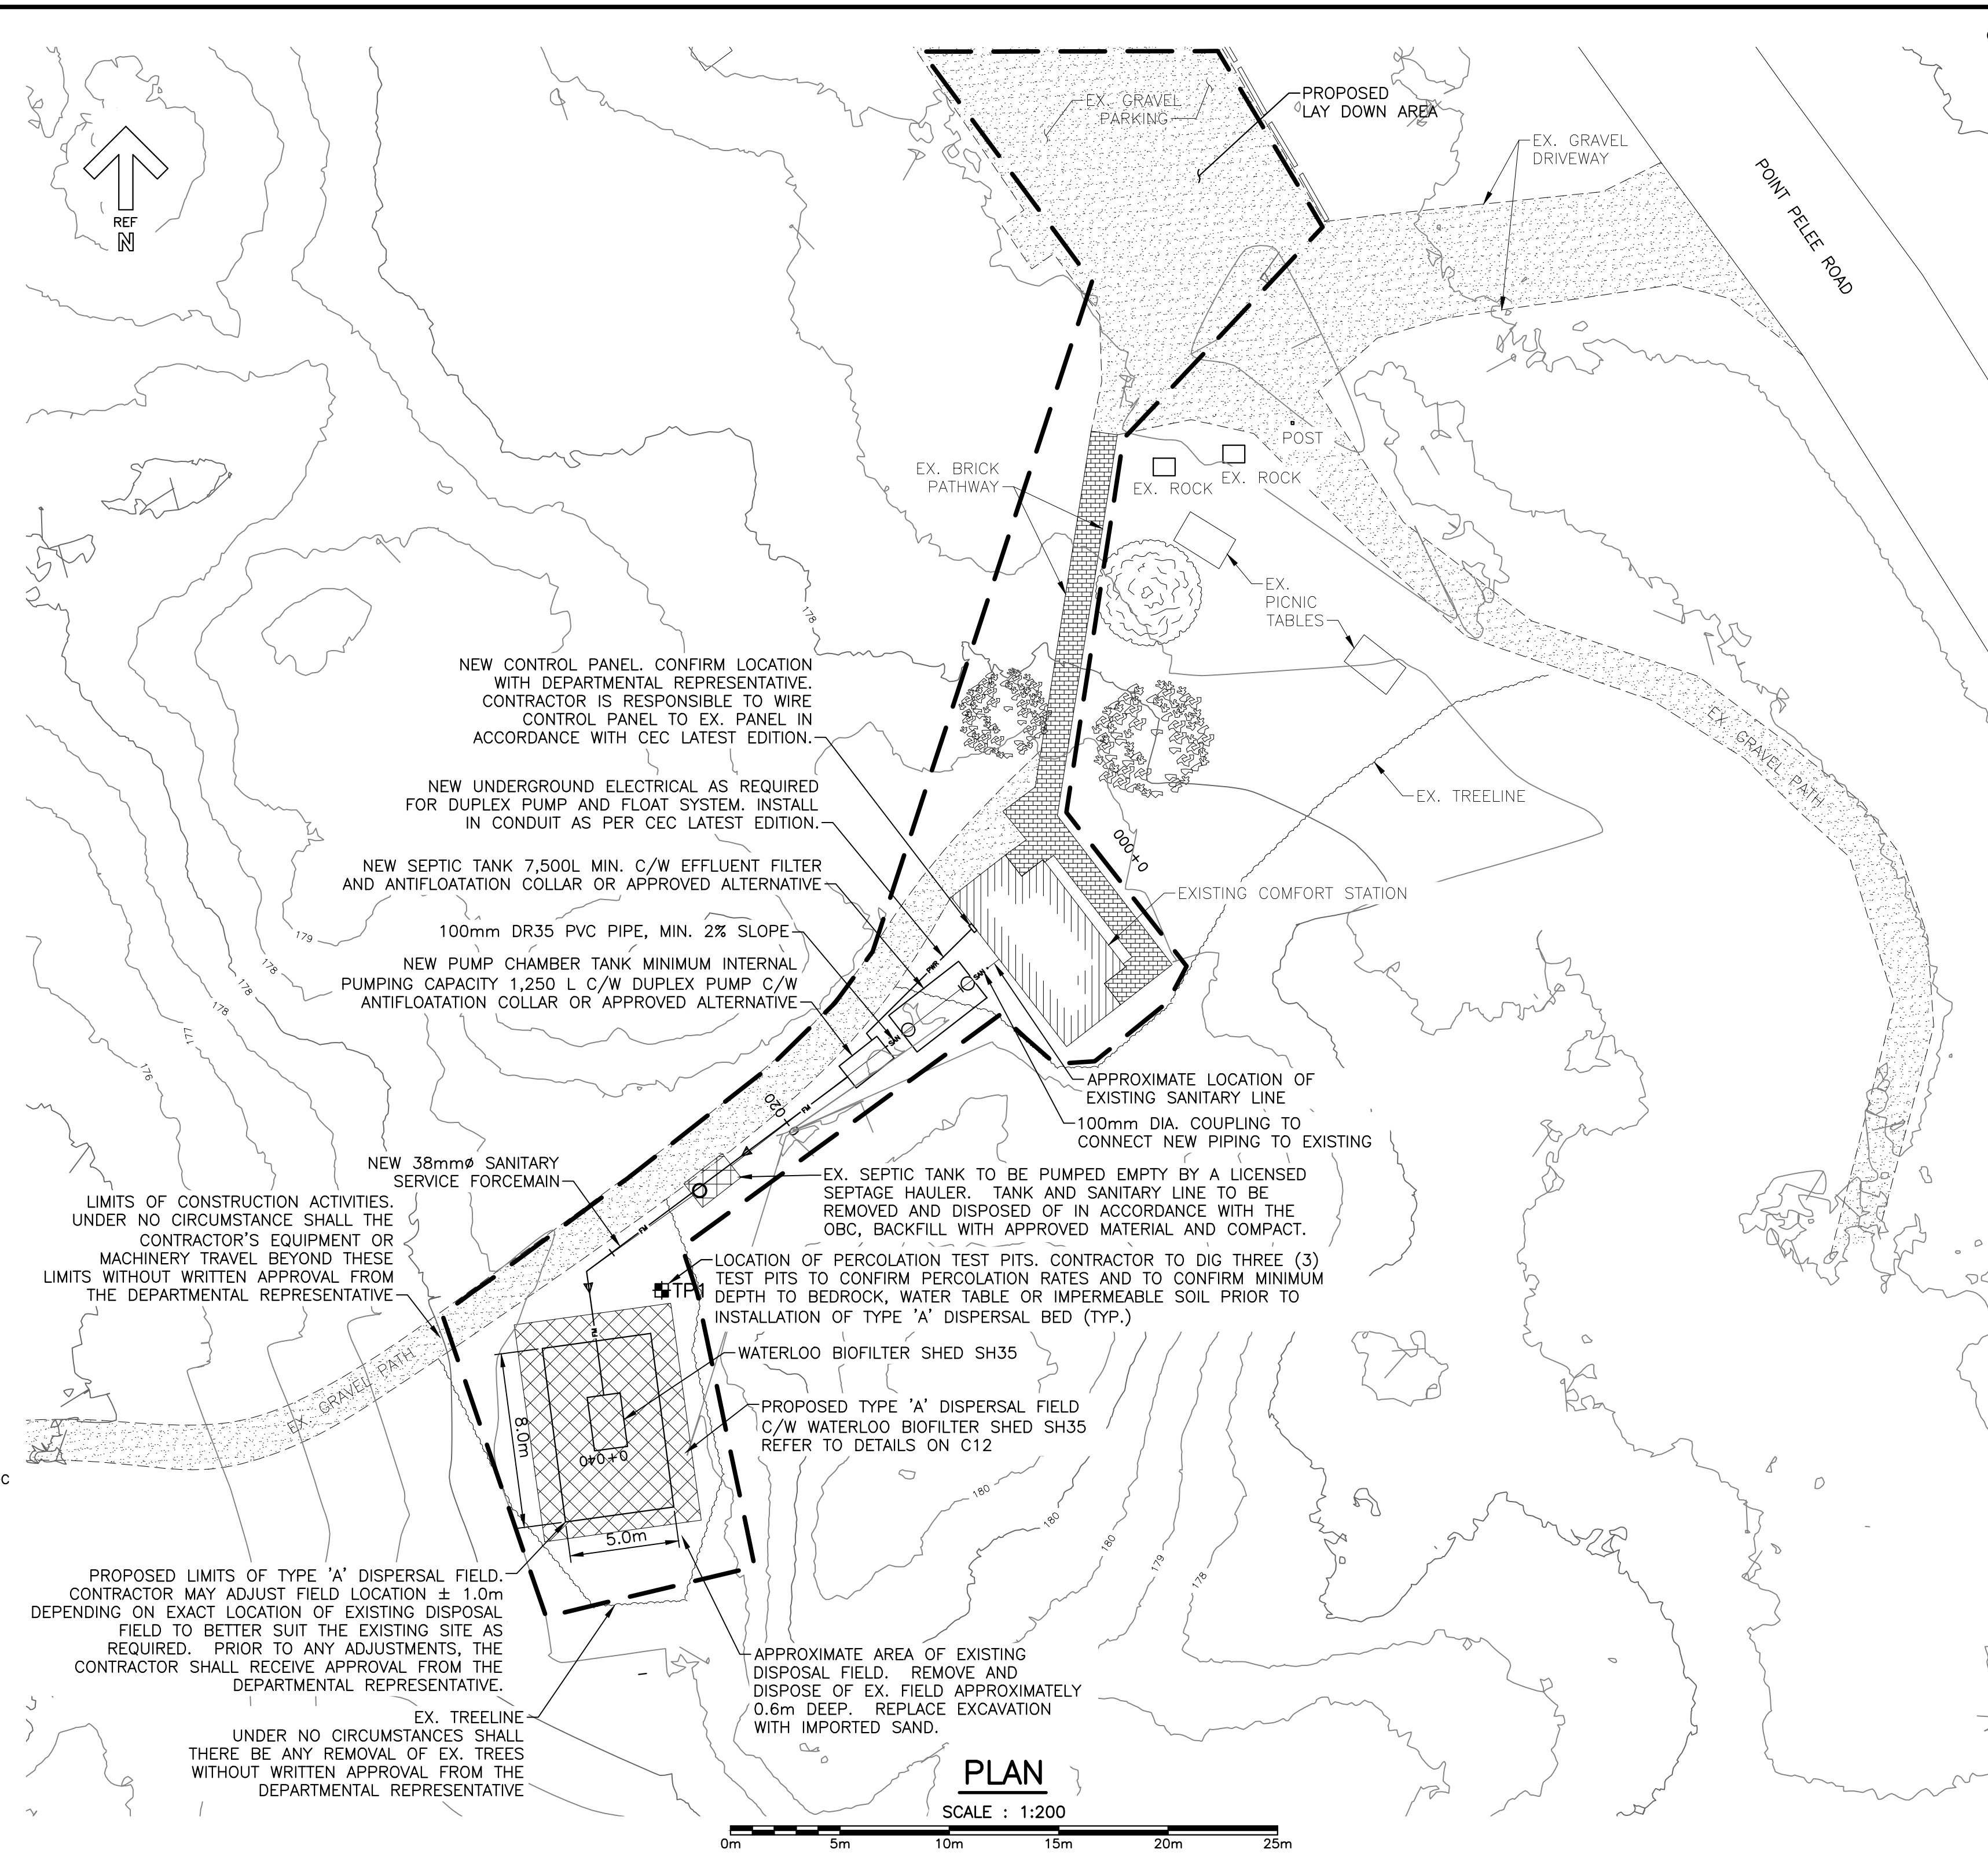 PROPOSED
LAY DOWN AREA
EX. GRAVEL
PARKING
EX. GRAVEL
DRIVEWAY
POINT PELEE ROAD
REF
N
POST
EX. ROCK
EX. ROCK
EX. BRICK
PATHWAY
EX.
PICNIC
TABLES
178
NEW CONTROL PANEL. CONFIRM LOCATION
WITH DEPARTMENTAL REPRESENTATIVE.
CONTRACTOR IS RESPONSIBLE TO WIRE
CONTROL PANEL TO EX. PANEL IN
ACCORDANCE WITH CEC LATEST EDITION.
EX. GRAVEL PATH
NEW UNDERGROUND ELECTRICAL AS REQUIRED
FOR DUPLEX PUMP AND FLOAT SYSTEM. INSTALL
IN CONDUIT AS PER CEC LATEST EDITION.
EX. TREELINE
0+000
NEW SEPTIC TANK 7,500L MIN. C/W EFFLUENT FILTER
AND ANTIFLOATATION COLLAR OR APPROVED ALTERNATIVE
EXISTING COMFORT STATION
100mm DR35 PVC PIPE, MIN. 2% SLOPE
179
178
178
178
177
176
NEW PUMP CHAMBER TANK MINIMUM INTERNAL
PUMPING CAPACITY 1,250 L C/W DUPLEX PUMP C/W
ANTIFLOATATION COLLAR OR APPROVED ALTERNATIVE
PWR
SAN
SAN
APPROXIMATE LOCATION OF
EXISTING SANITARY LINE
020
FM
100mm DIA. COUPLING TO
CONNECT NEW PIPING TO EXISTING
NEW 38mmø SANITARY
SERVICE FORCEMAIN
EX. SEPTIC TANK TO BE PUMPED EMPTY BY A LICENSED
SEPTAGE HAULER. TANK AND SANITARY LINE TO BE
REMOVED AND DISPOSED OF IN ACCORDANCE WITH THE
OBC, BACKFILL WITH APPROVED MATERIAL AND COMPACT.
FM
LIMITS OF CONSTRUCTION ACTIVITIES.
UNDER NO CIRCUMSTANCE SHALL THE
CONTRACTOR'S EQUIPMENT OR
MACHINERY TRAVEL BEYOND THESE
LIMITS WITHOUT WRITTEN APPROVAL FROM
THE DEPARTMENTAL REPRESENTATIVE
LOCATION OF PERCOLATION TEST PITS. CONTRACTOR TO DIG THREE (3)
TEST PITS TO CONFIRM PERCOLATION RATES AND TO CONFIRM MINIMUM
DEPTH TO BEDROCK, WATER TABLE OR IMPERMEABLE SOIL PRIOR TO
INSTALLATION OF TYPE 'A' DISPERSAL BED (TYP.)
TP1
WATERLOO BIOFILTER SHED SH35
EX. GRAVEL PATH
PROPOSED TYPE 'A' DISPERSAL FIELD
C/W WATERLOO BIOFILTER SHED SH35
REFER TO DETAILS ON C12
8.0m
0+040
5.0m
C
180
180
180
179
178
PROPOSED LIMITS OF TYPE 'A' DISPERSAL FIELD.
CONTRACTOR MAY ADJUST FIELD LOCATION ± 1.0m
DEPENDING ON EXACT LOCATION OF EXISTING DISPOSAL
FIELD TO BETTER SUIT THE EXISTING SITE AS
REQUIRED. PRIOR TO ANY ADJUSTMENTS, THE
CONTRACTOR SHALL RECEIVE APPROVAL FROM THE
DEPARTMENTAL REPRESENTATIVE.
APPROXIMATE AREA OF EXISTING
DISPOSAL FIELD. REMOVE AND
DISPOSE OF EX. FIELD APPROXIMATELY
0.6m DEEP. REPLACE EXCAVATION
WITH IMPORTED SAND.
EX. TREELINE
UNDER NO CIRCUMSTANCES SHALL
THERE BE ANY REMOVAL OF EX. TREES
WITHOUT WRITTEN APPROVAL FROM THE
DEPARTMENTAL REPRESENTATIVE
PLAN
SCALE : 1:200
0m 5m 10m 15m 20m 25m